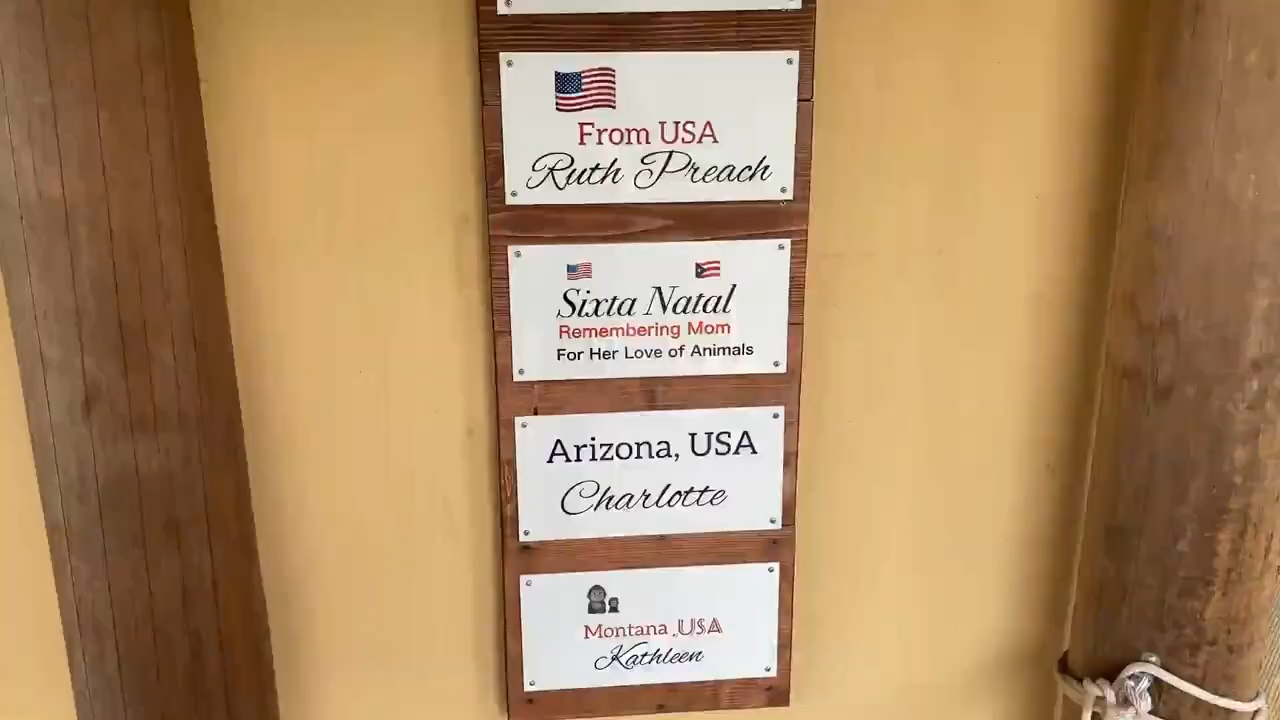 From USA
Ruth Preach
Sixta Natal
Remembering Mom
For Her Love of Animals
Arizona, USA
Charlotte
Montana ,USA
Kathleen